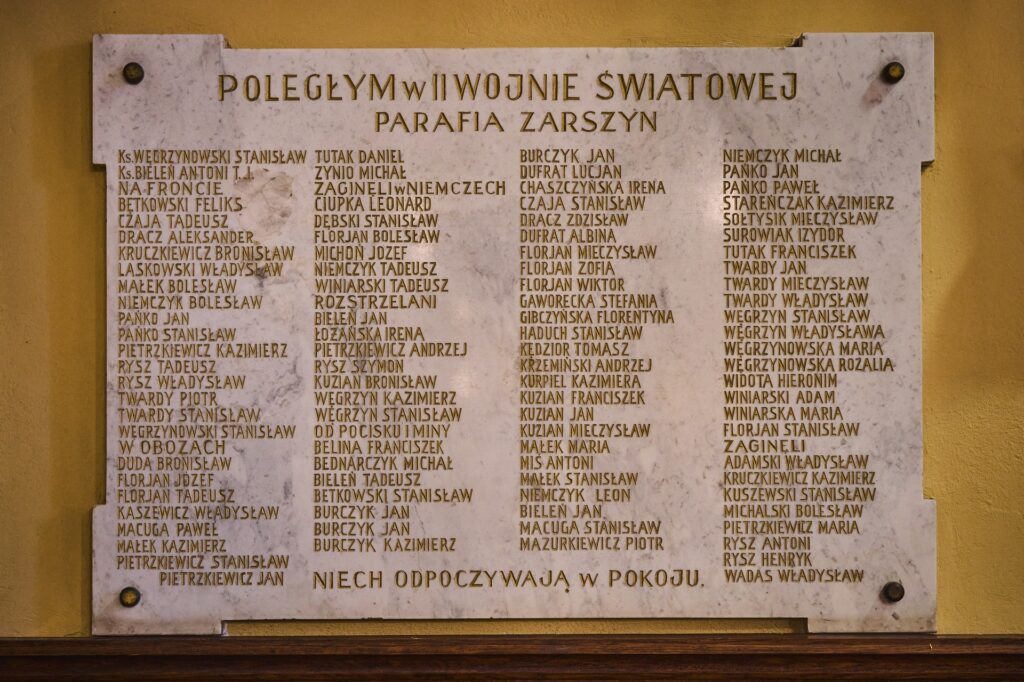 POLEGŁYM W II WOJNIE ŚWIATOWEJ
PARAFIA ZARSZYN
Ks. WĘGRZYNOWSKI STANISŁAW
Ks. BIELEŃ ANTONI T.J.
NA FRONCIE
BĘTKOWSKI FELIKS
CZAJA TADEUSZ
DRACZ ALEKSANDER
KRUCZKIEWICZ BRONISŁAW
LASKOWSKI WŁADYSŁAW
MAŁEK BOLESŁAW
NIEMCZYK BOLESŁAW
PAŃKO JAN
PAŃKO STANISŁAW
PIETRZKIEWICZ KAZIMIERZ
RYSZ TADEUSZ
RYSZ WŁADYSŁAW
TWARDY PIOTR
TWARDY STANISŁAW
WĘGRZYNOWSKI STANISŁAW
W OBOZACH
DUDA BRONISŁAW
FLORJAN JÓZEF
FLORJAN TADEUSZ
KASZEWICZ WŁADYSŁAW
MACUGA PAWEŁ
MAŁEK KAZIMIERZ
PIETRZKIEWICZ STANISŁAW
PIETRZKIEWICZ JAN
TUTAK DANIEL
ZYNIO MICHAŁ
ZAGINĘLI W NIEMCZECH
CIUPKA LEONARD
DĘBSKI STANISŁAW
FLORJAN BOLESŁAW
MICHOŃ JÓZEF
NIEMCZYK TADEUSZ
WINIARSKI TADEUSZ
ROZSTRZELANI
BIELEŃ JAN
ŁOŻAŃSKA IRENA
PIETRZKIEWICZ ANDRZEJ
RYSZ SZYMON
KUZIAN BRONISŁAW
WĘGRZYN KAZIMIERZ
WĘGRZYN STANISŁAW
OD POCISKU I MINY
BELINA FRANCISZEK
BEDNARCZYK MICHAŁ
BIELEŃ TADEUSZ
BĘTKOWSKI STANISŁAW
BURCZYK JAN
BURCZYK JAN
BURCZYK KAZIMIERZ
BURCZYK JAN
DUFRAT LUCJAN
CHASZCZYŃSKA IRENA
CZAJA STANISŁAW
DRACZ ZDZISŁAW
DUFRAT ALBINA
FLORJAN MIECZYSŁAW
FLORJAN ZOFIA
FLORJAN WIKTOR
GAWORECKA STEFANIA
GIBCZYŃSKA FLORENTYNA
HADUCH STANISŁAW
KĘDZIOR TOMASZ
KRZEMIŃSKI ANDRZEJ
KURPIEL KAZIMIERA
KUZIAN FRANCISZEK
KUZIAN JAN
KUZIAN MIECZYSŁAW
MAŁEK MARIA
MIŚ ANTONI
MAŁEK STANISŁAW
NIEMCZYK LEON
BIELEŃ JAN
MACUGA STANISŁAW
MAZURKIEWICZ PIOTR
NIEMCZYK MICHAŁ
PAŃKO JAN
PAŃKO PAWEŁ
STAREŃCZAK KAZIMIERZ
SOŁTYSIK MIECZYSŁAW
SUROWIAK IZYDOR
TUTAK FRANCISZEK
TWARDY JAN
TWARDY MIECZYSŁAW
TWARDY WŁADYSŁAW
WĘGRZYN STANISŁAW
WĘGRZYN WŁADYSŁAWA
WĘGRZYNOWSKA MARIA
WĘGRZYNOWSKA ROZALIA
WIDOTA HIERONIM
WINIARSKI ADAM
WINIARSKA MARIA
FLORJAN STANISŁAW
ZAGINĘLI
ADAMSKI WŁADYSŁAW
KRUCZKIEWICZ KAZIMIERZ
KUSZEWSKI STANISŁAW
MICHALSKI BOLESŁAW
PIETRZKIEWICZ MARIA
RYSZ ANTONI
RYSZ HENRYK
WADAS WŁADYSŁAW
NIECH ODPOCZYWAJĄ W POKOJU.